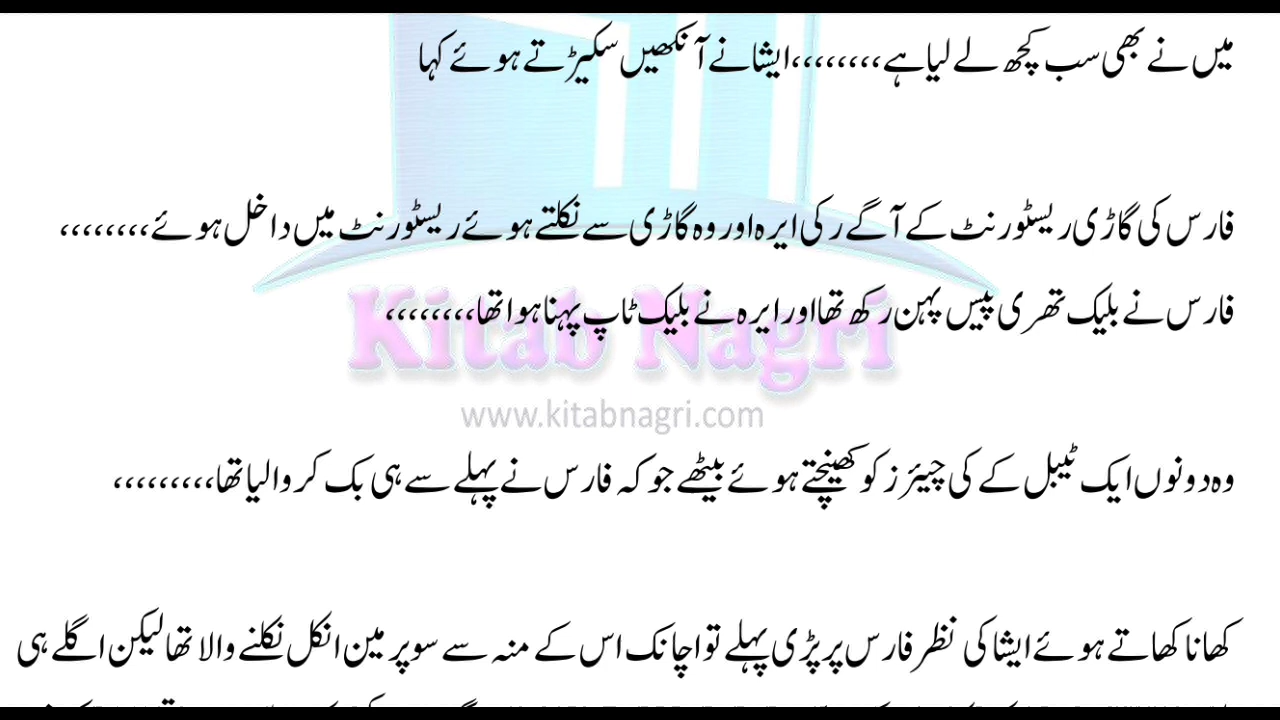 میں نے بھی سب کچھ لے لیا ہے ،،،،،،،،ایشا نے آنکھیں سکیڑتے ہوئے کہا
فارس کی گاڑی ریسٹورنٹ کے آگے رکی ایرہ اور وہ گاڑی سے نکلتے ہوئے ریسٹورنٹ میں داخل ہوئے ،،،،،،،،
فارس نے بلیک تھری پیس پہن رکھ تھا اور ایرہ نے بلیک ٹاپ پہنا ہوا تھا،،،،،،،،
Kitab Nagri
www.kitabnagri.com
وہ دونوں ایک ٹیبل کے کی چیئرز کو کھینچتے ہوئے بیٹھے جو کہ فارس نے پہلے سے ہی بک کروا لیا تھا،،،،،،،،،
کھانا کھاتے ہوئے ایشا کی نظر فارس پر پڑی پہلے تو اچانک اس کے منہ سے سوپر مین انکل نکلنے والا تھا لیکن اگلے ہی